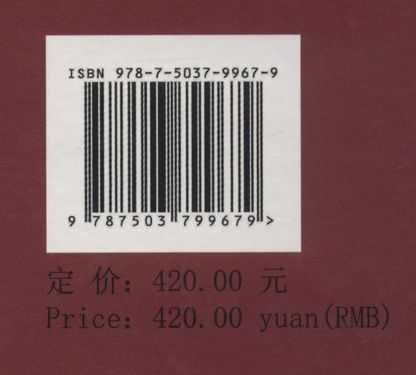 ISBN 978-7-5037-9967-9
9 787503 799679 >
定 价: 420.00 元
Price: 420.00 yuan(RMB)